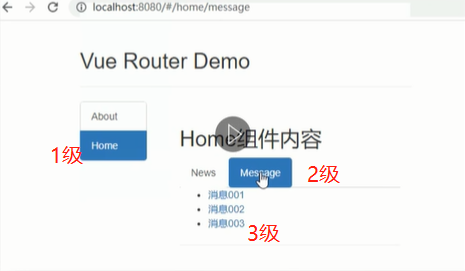 localhost:8080/#/home/message
Vue Router Demo
About
Home
1级
Home组件内容
News
Message
2级
消息001
消息002
消息003
3级